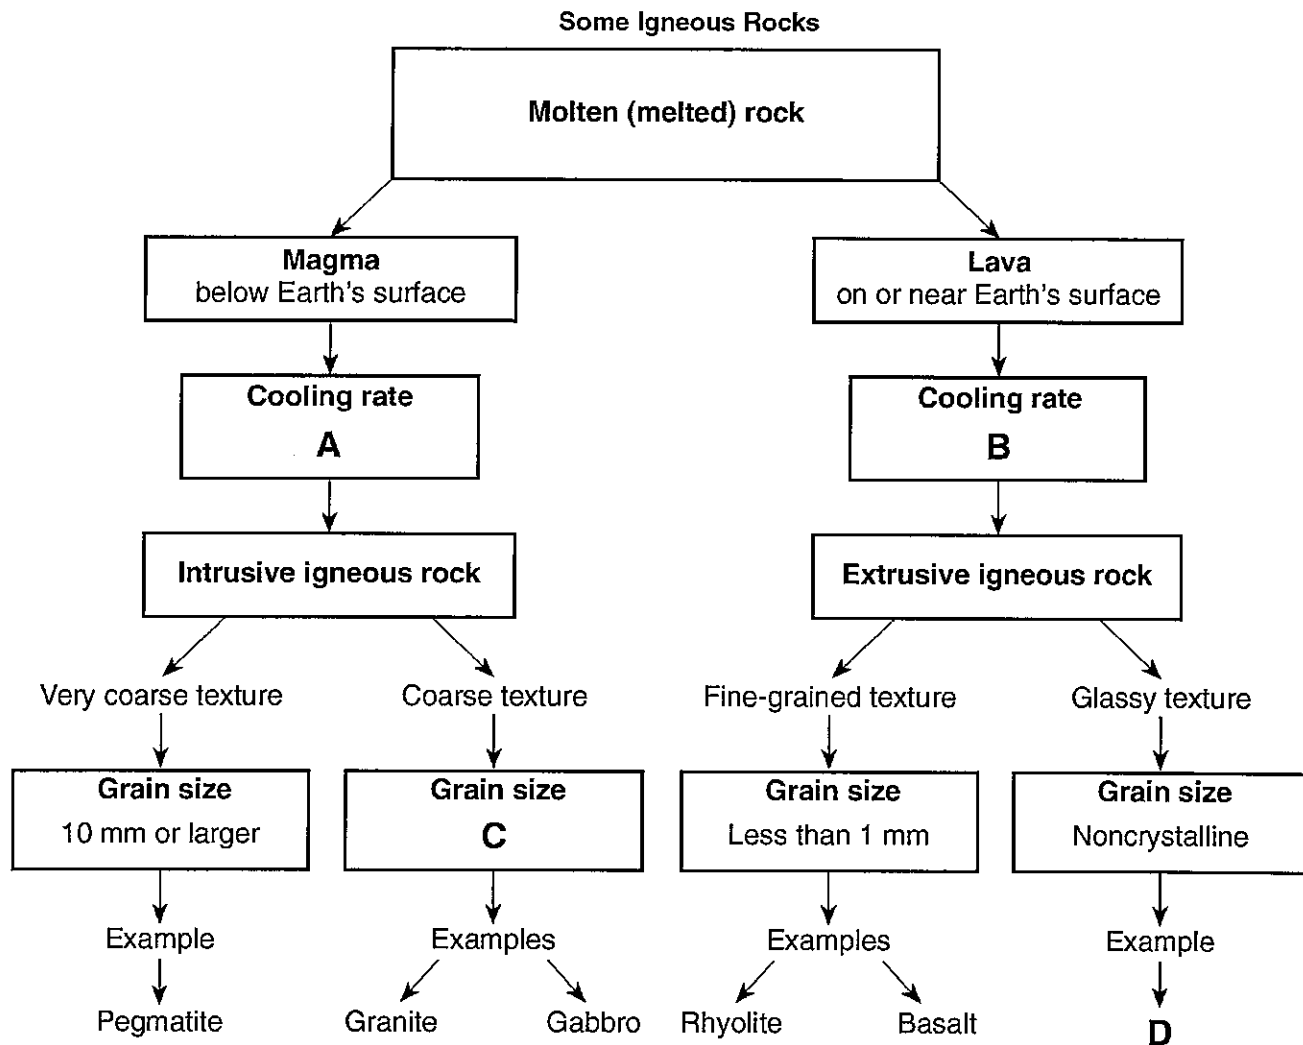 Some Igneous Rocks
Molten (melted) rock
Magma
below Earth's surface
Lava
on or near Earth's surface
Cooling rate
A
Cooling rate
B
Intrusive igneous rock
Extrusive igneous rock
Very coarse texture
Coarse texture
Fine-grained texture
Glassy texture
Grain size
10 mm or larger
Grain size
C
Grain size
Less than 1 mm
Grain size
Noncrystalline
Example
Examples
Examples
Example
Pegmatite
Granite
Gabbro
Rhyolite
Basalt
D